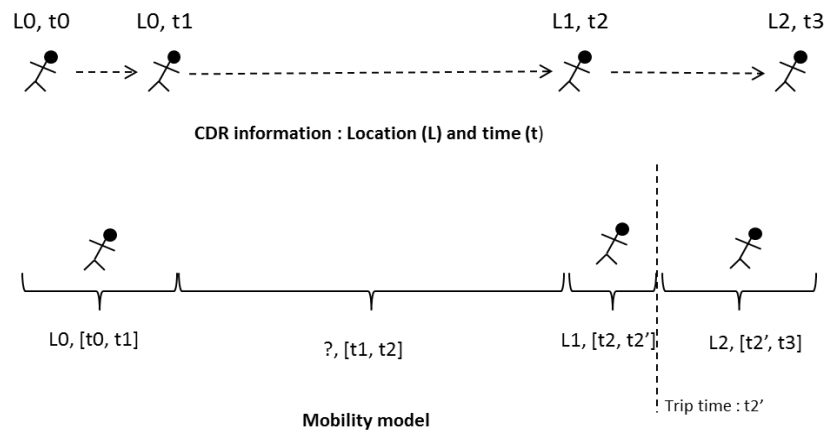 L0, t0
L0, t1
L1, t2
L2, t3
CDR information : Location (L) and time (t)
L0, [t0, t1]
?, [t1, t2]
L1, [t2, t2’]
L2, [t2’, t3]
Trip time : t2’
Mobility model